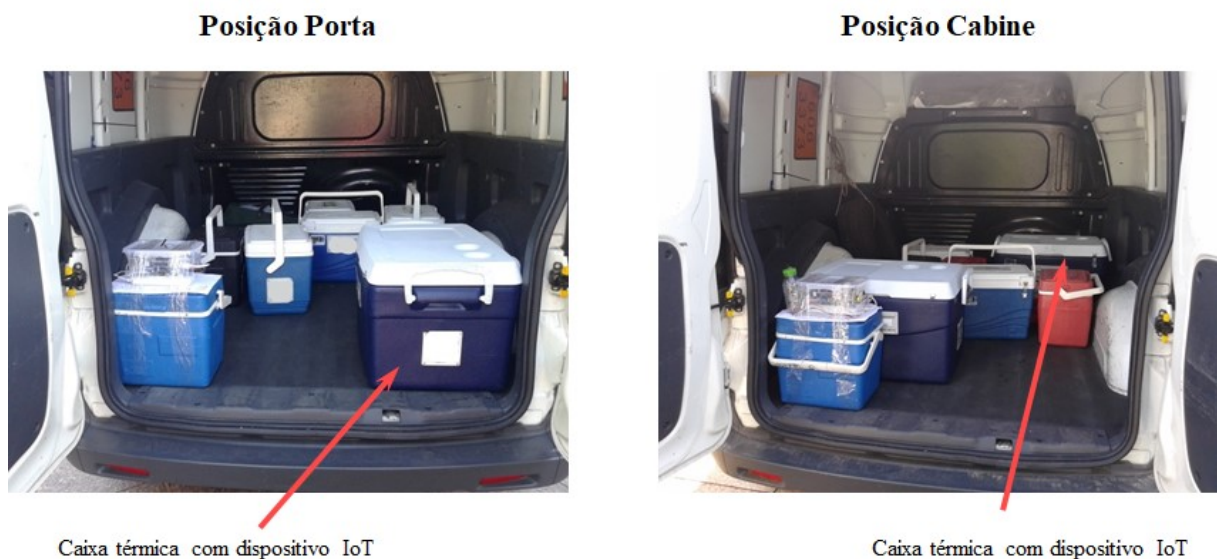 Posição Porta
Posição Cabine
Caixa térmica com dispositivo IoT
Caixa térmica com dispositivo IoT